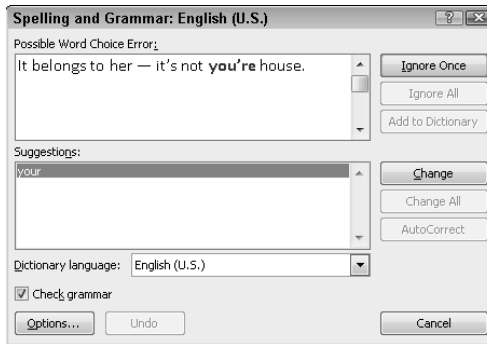 Spelling and Grammar: English (U.S.)
Possible Word Choice Error:
It belongs to her — it's not you're house.
Ignore Once
Ignore All
Add to Dictionary
Suggestions:
your
Change
Change All
AutoCorrect
Dictionary language: English (U.S.)
Check grammar
Options... Undo Cancel